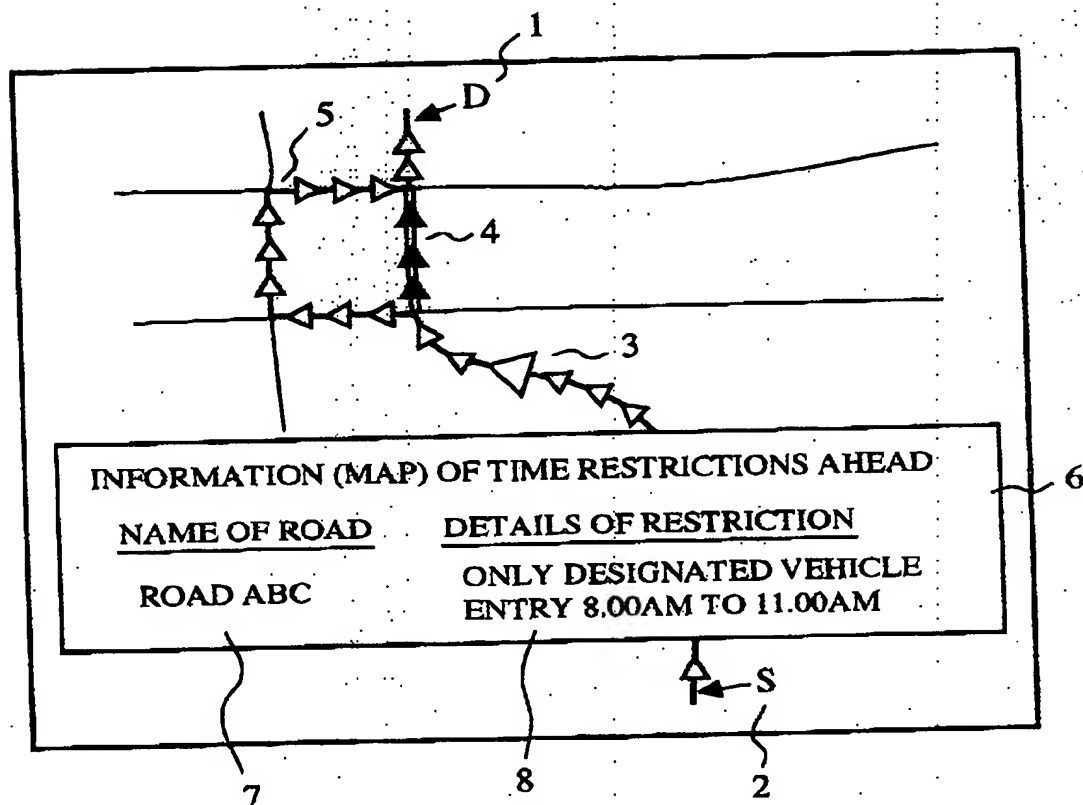 1
D
5
4
3
INFORMATION (MAP) OF TIME RESTRICTIONS AHEAD
6
NAME OF ROAD DETAILS OF RESTRICTION
ROAD ABC ONLY DESIGNATED VEHICLE
ENTRY 8.00AM TO 11.00AM
S
7 8 2